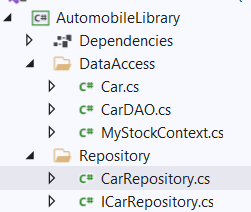 AutomobileLibrary
Dependencies
DataAccess
C# Car.cs
C# CarDAO.cs
C# MyStockContext.cs
Repository
C# CarRepository.cs
C# ICarRepository.cs